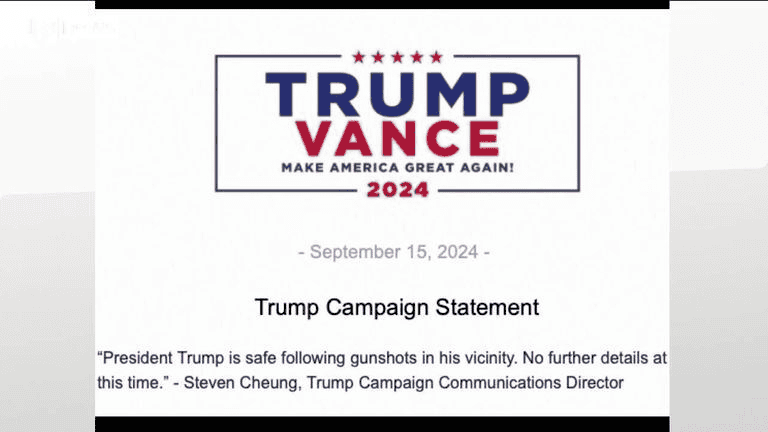 TRUMP
VANCE
MAKE AMERICA GREAT AGAIN!
2024
- September 15, 2024 -
Trump Campaign Statement
“President Trump is safe following gunshots in his vicinity. No further details at
this time.” - Steven Cheung, Trump Campaign Communications Director